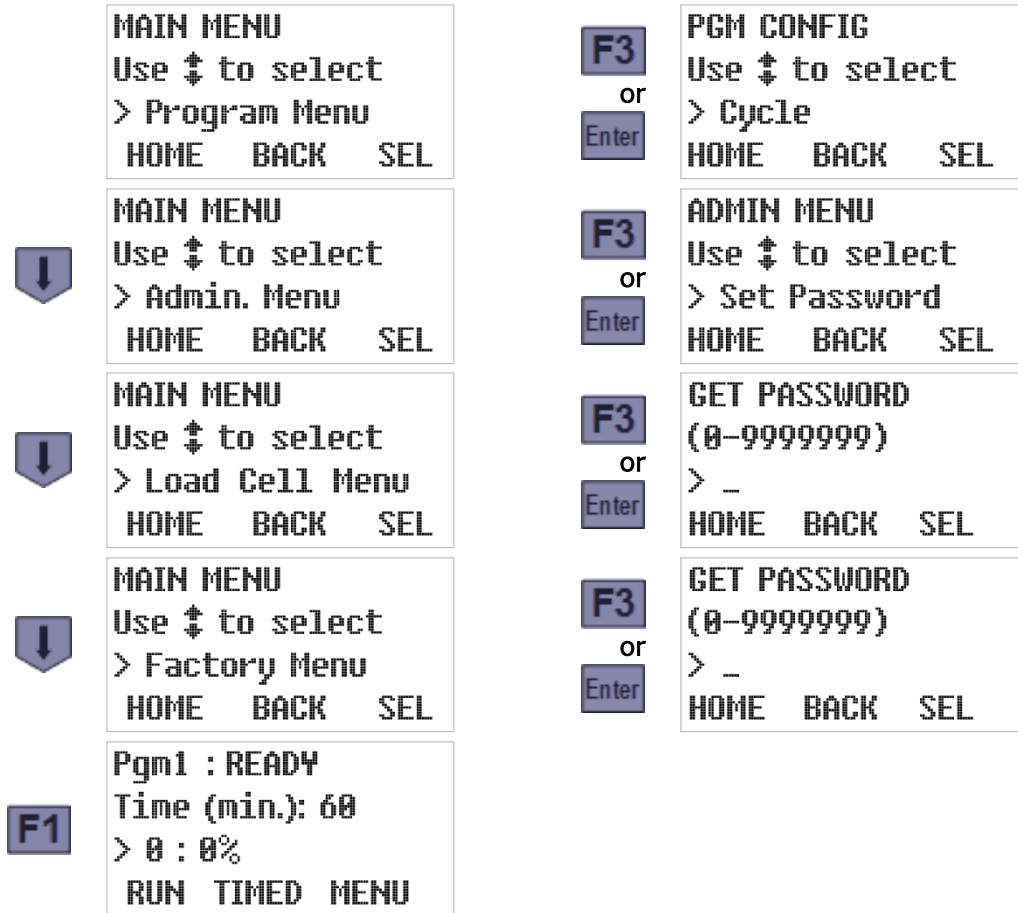 MAIN MENU
Use ↕ to select
> Program Menu
HOME BACK SEL
F3
or
Enter
PGM CONFIG
Use ↕ to select
> Cycle
HOME BACK SEL
MAIN MENU
Use ↕ to select
> Admin. Menu
HOME BACK SEL
F3
or
Enter
ADMIN MENU
Use ↕ to select
> Set Password
HOME BACK SEL
MAIN MENU
Use ↕ to select
> Load Cell Menu
HOME BACK SEL
F3
or
Enter
GET PASSWORD
(0-9999999)
> _
HOME BACK SEL
MAIN MENU
Use ↕ to select
> Factory Menu
HOME BACK SEL
F3
or
Enter
GET PASSWORD
(0-9999999)
> _
HOME BACK SEL
F1
Pgm1 : READY
Time (min.): 60
> 0 : 0%
RUN TIMED MENU